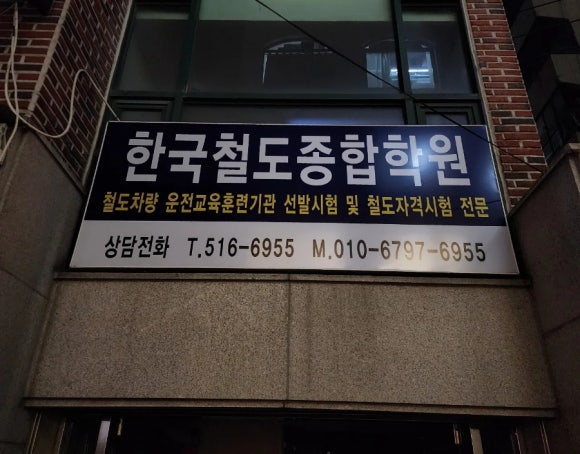 한국철도종합학원
철도차량 운전교육훈련기관 선발시험 및 철도자격시험 전문
상담전화 T.516-6955 M.010-6797-6955